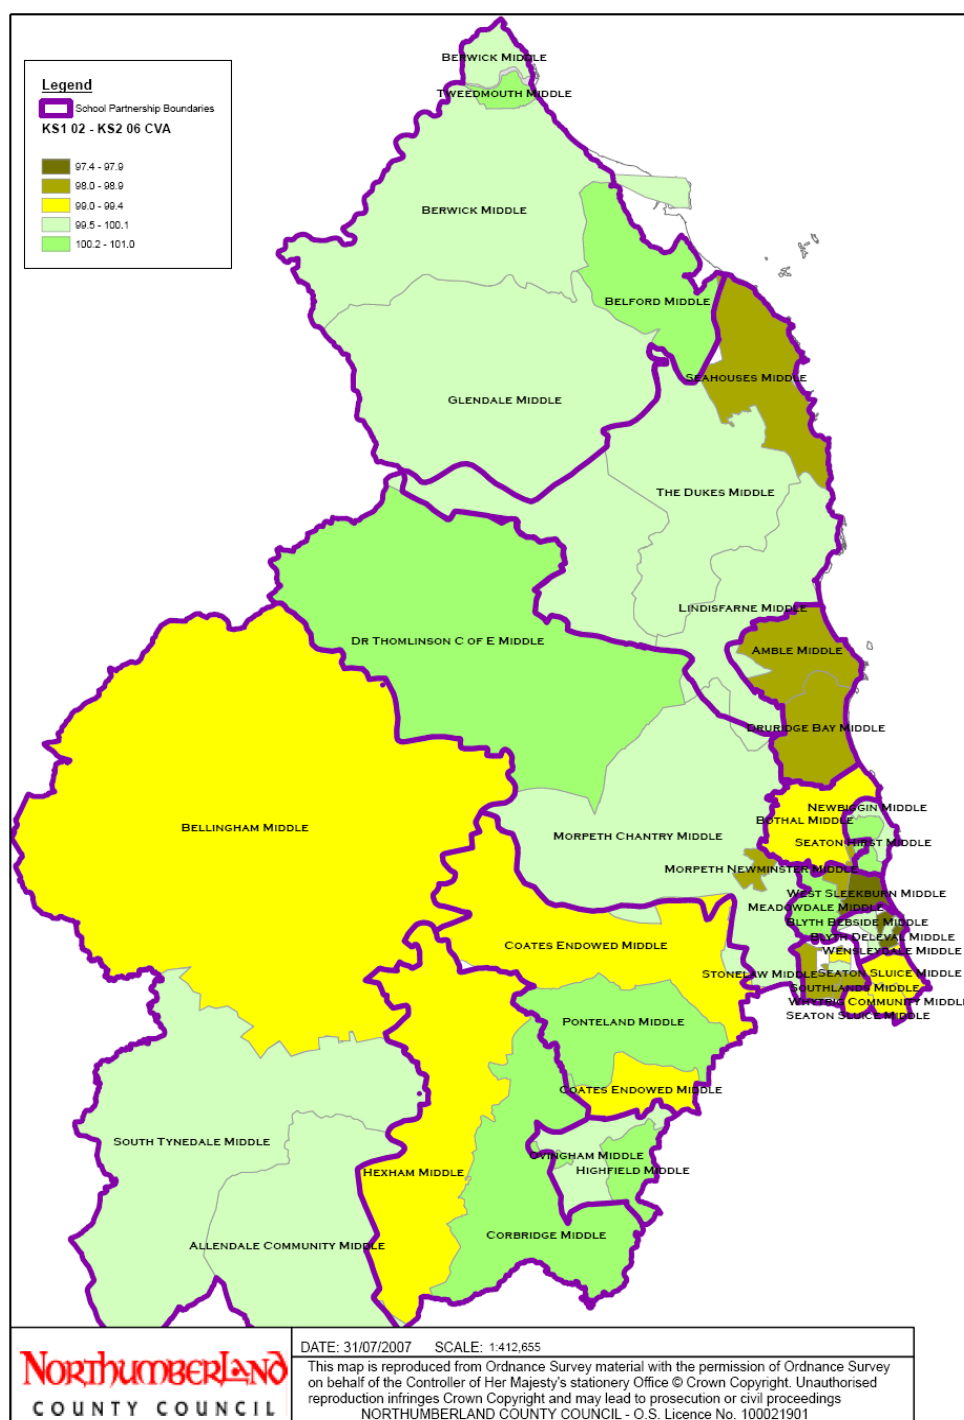 Legend
School Partnership Boundaries
KS1 02 - KS2 06 CVA
97.4 - 97.9
98.0 - 98.9
99.0 - 99.4
99.5 - 100.1
100.2 - 101.0
Berwick Middle
Tweedmouth Middle
Berwick Middle
Belford Middle
Seahouses Middle
Glendale Middle
The Dukes Middle
Lindisfarne Middle
Dr Thomlinson C of E Middle
Amble Middle
Druridge Bay Middle
Newbiggin Middle
Bothal Middle
Bellingham Middle
Morpeth Chantry Middle
Seaton Hirst Middle
Morpeth Newminster Middle
West Sleekburn Middle
Meadowdale Middle
Blyth Bebside Middle
Blyth Deleval Middle
Coates Endowed Middle
Wensleydale Middle
Stonelaw Middle
Seaton Sluice Middle
Southlands Middle
Whytrig Community Middle
Seaton Sluice Middle
Ponteland Middle
Coates Endowed Middle
South Tynedale Middle
Ovingham Middle
Hexham Middle
Highfield Middle
Corbridge Middle
Allendale Community Middle
Northumberland
COUNTY COUNCIL
DATE: 31/07/2007 SCALE: 1:412,655
This map is reproduced from Ordnance Survey material with the permission of Ordnance Survey
on behalf of the Controller of Her Majesty's stationery Office © Crown Copyright. Unauthorised
reproduction infringes Crown Copyright and may lead to prosecution or civil proceedings
NORTHUMBERLAND COUNTY COUNCIL - O.S. Licence No. 100021901